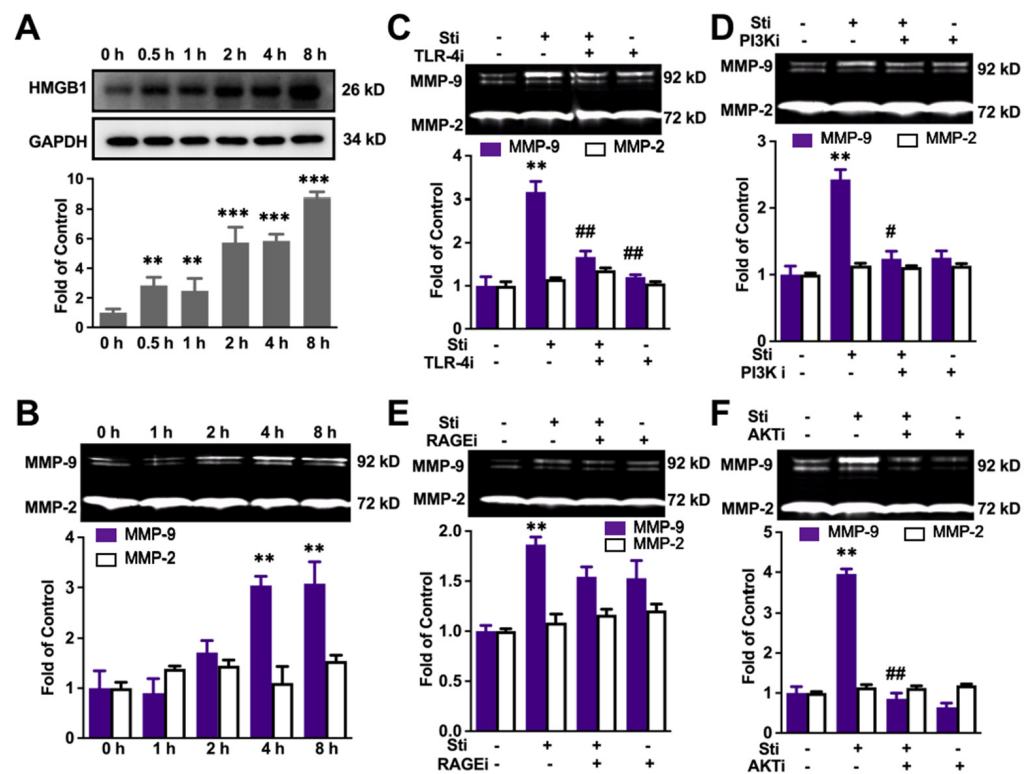 A
0 h 0.5 h 1 h 2 h 4 h 8 h
HMGB1 26 kD
GAPDH 34 kD
Fold of Control
10
8
6
4
2
0
** ** *** *** ***
0 h 0.5 h 1 h 2 h 4 h 8 h
B
0 h 1 h 2 h 4 h 8 h
MMP-9 92 kD
MMP-2 72 kD
MMP-9
MMP-2
Fold of Control
4
3
2
1
0
** **
0 h 1 h 2 h 4 h 8 h
C
Sti - + + -
TLR-4i - - + +
MMP-9 92 kD
MMP-2 72 kD
MMP-9 MMP-2
Fold of Control
4
3
2
1
0
** ## ##
Sti - + + -
TLR-4i - - + +
D
Sti - + + -
PI3Ki - - + +
MMP-9 92 kD
MMP-2 72 kD
MMP-9 MMP-2
Fold of Control
3
2
1
0
** #
Sti - + + -
PI3K i - - + +
E
Sti - + + -
RAGEi - - + +
MMP-9 92 kD
MMP-2 72 kD
MMP-9
MMP-2
Fold of Control
2.0
1.5
1.0
0.5
0.0
**
Sti - + + -
RAGEi - - + +
F
Sti - + + -
AKTi - - + +
MMP-9 92 kD
MMP-2 72 kD
MMP-9 MMP-2
Fold of Control
5
4
2
1
0
** ##
Sti - + + -
AKTi - - + +